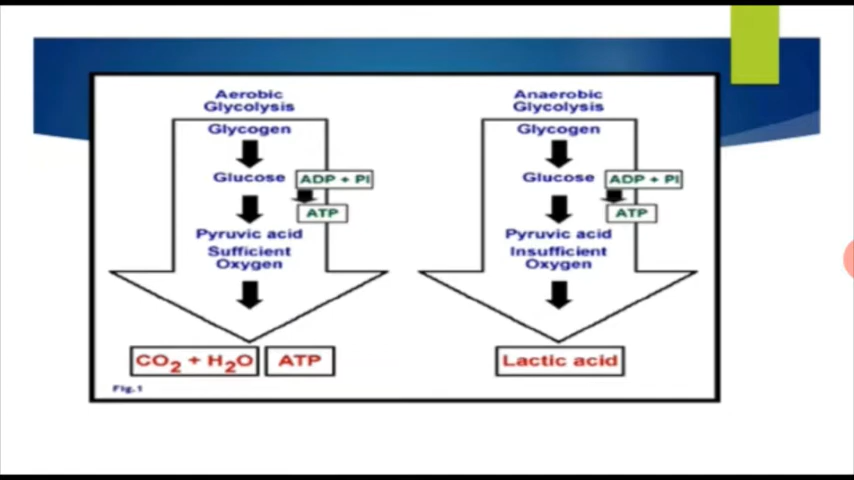 Aerobic
Glycolysis
Glycogen
Glucose
ADP + Pi
ATP
Pyruvic acid
Sufficient
Oxygen
CO₂ + H₂O
ATP
Fig.1
Anaerobic
Glycolysis
Glycogen
Glucose
ADP + Pi
ATP
Pyruvic acid
Insufficient
Oxygen
Lactic acid